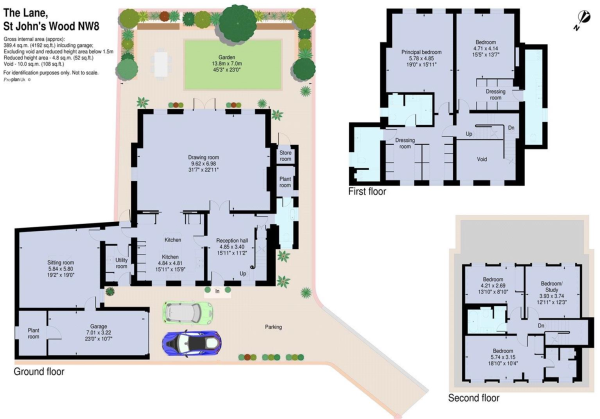 The Lane,
St John's Wood NW8
Gross internal area (approx):
389.4 sq.m. (4192 sq.ft.) including garage;
Excluding void and reduced height area below 1.5m
Reduced height area - 4.8 sq.m. (52 sq.ft.)
Void - 10.0 sq.m. (108 sq.ft.)
For identification purposes only. Not to scale.
Garden
13.8m x 7.0m
45'3" x 23'0"
Drawing room
9.62 x 6.98
31'7" x 22'11"
Store
room
Plant
room
Sitting room
5.84 x 5.80
19'2" x 19'0"
Utility
room
Kitchen
Kitchen
4.84 x 4.81
15'11" x 15'9"
Reception hall
4.85 x 3.40
15'11" x 11'2"
Up
In
Plant
room
Garage
7.01 x 3.22
23'0" x 10'7"
Parking
Ground floor
Principal bedroom
5.78 x 4.85
19'0" x 15'11"
Bedroom
4.71 x 4.14
15'5" x 13'7"
Dressing
room
Dressing
room
Up
Dn
Void
First floor
Bedroom
4.21 x 2.69
13'10" x 8'10"
Bedroom/
Study
3.93 x 3.74
12'11" x 12'3"
Dn
Bedroom
5.74 x 3.15
18'10" x 10'4"
Second floor